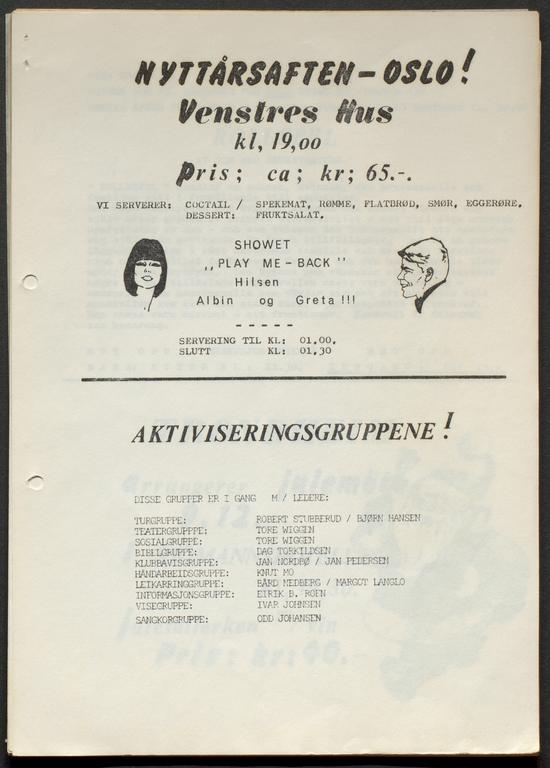 NYTTÅRSAFTEN-OSLO!
Venstres Hus
kl, 19,00
Pris; ca; kr; 65.-.
VI SERVERER: COCTAIL / SPEKEMAT, RØMME, FLATBRØD, SMØR, EGGERØRE.
DESSERT: FRUKTSALAT.
SHOWET
,,PLAY ME-BACK''
Hilsen
Albin og Greta!!!
-----
SERVERING TIL KL: 01.00.
SLUTT KL: 01.30
AKTIVISERINGSGRUPPENE!
DISSE GRUPPER ER I GANG M/ LEDERE:
TURGRUPPE: ROBERT STUBBERUD / BJØRN HANSEN
TEATERGRUPPPE: TORE WIGGEN
SOSIALGRUPPE: TORE WIGGEN
BIBELGRUPPE: DAG TORKILDSEN
KLUBBAVISGRUPPE: JAN NORDBØ / JAN PEDERSEN
HÅNDARBEIDSGRUPPE: KNUT MO
LEIKARRINGGRUPPE: BÅRD NEDBERG / MARGOT LANGLO
INFORMASJONSGRUPPE: EIRIK B. ROEN
VISEGRUPPE: IVAR JOHNSEN
SANGKORGRUPPE: ODD JOHANSEN